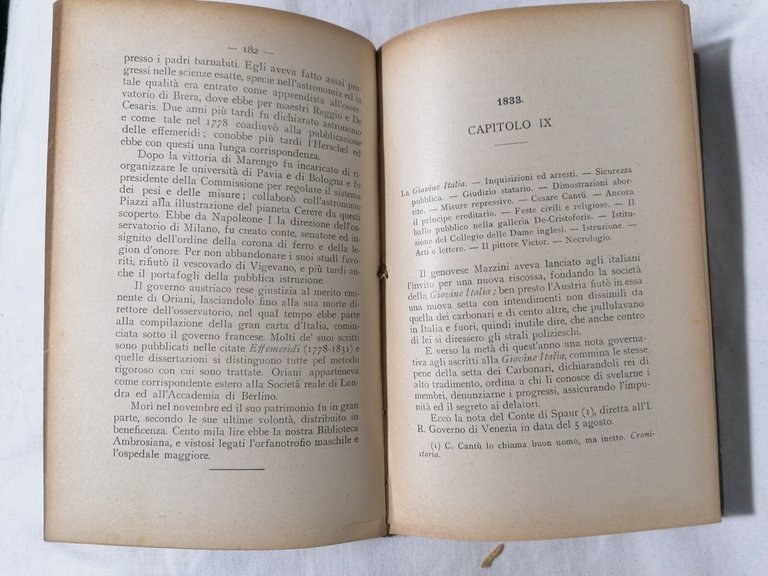 — 182 —
presso i padri barnabiti. Egli aveva fatto assai pro-
gressi nelle scienze esatte, specie nell'astronomia ed in
tale qualità era entrato come apprendista all'osser-
vatorio di Brera, dove ebbe per maestri Reggio e De
Cesaris. Due anni più tardi fu dichiarato astronomo
e come tale nel 1778 coadiuvò alla pubblicazione
delle effemeridi; conobbe più tardi l'Herschel ed
ebbe con questi una lunga corrispondenza.
Dopo la vittoria di Marengo fu incaricato di ri-
organizzare le università di Pavia e di Bologna e fu
presidente della Commissione per regolare il sistema
dei pesi e delle misure; collaborò coll'astronomo
Piazzi alla illustrazione del pianeta Cerere da questi
scoperto. Ebbe da Napoleone I la direzione dell'os-
servatorio di Milano, fu creato conte, senatore ed in-
signito dell'ordine della corona di ferro e della le-
gion d'onore. Per non abbandonare i suoi studi favo-
riti, rifiutò il vescovado di Vigevano, e più tardi an-
che il portafogli della pubblica istruzione.
Il governo austriaco rese giustizia al merito emi-
nente di Oriani, lasciandolo fino alla sua morte di-
rettore dell'osservatorio, nel qual tempo ebbe parte
alla compilazione della gran carta d'Italia, comin-
ciata sotto il governo francese. Molti de' suoi scritti
sono pubblicati nelle citate Effemeridi (1778-1831) e
quelle dissertazioni si distinguono tutte pel metodo
rigoroso con cui sono trattate. Oriani apparteneva
come corrispondente estero alla Società reale di Lon-
dra ed all'Accademia di Berlino.
Morì nel novembre ed il suo patrimonio fu in gran
parte, secondo le sue ultime volontà, distribuito in
beneficenza. Cento mila lire ebbe la nostra Biblioteca
Ambrosiana, e vistosi legati l'orfanotrofio maschile e
l'ospedale maggiore.
1833.
CAPITOLO IX
La Giovine Italia. — Inquisizioni ed arresti. — Sicurezza
pubblica. — Giudizio statario. — Dimostrazioni abor-
tite. — Misure repressive. — Cesare Cantù. — Ancora
il principe ereditario. — Feste civili e religiose. — Il
ballo pubblico nella galleria De-Cristoforis. — Istitu-
zione del Collegio delle Dame inglesi. — Istruzione. —
Arti e lettere. — Il pittore Victor. — Necrologio.
Il genovese Mazzini aveva lanciato agli italiani
l'invito per una nuova riscossa, fondando la società
della Giovine Italia; ben presto l'Austria fiutò in essa
una nuova setta con intendimenti non dissimili da
quella dei carbonari e di cento altre, che pullulavano
in Italia e fuori, quindi inutile dire, che anche contro
di lei si diressero gli strali polizieschi.
E verso la metà di quest'anno una nota governa-
tiva agli ascritti alla Giovine Italia, commina le stesse
pene della setta dei Carbonari, dichiarandoli rei di
alto tradimento, ordina a chi li conosce di svelarne i
membri, denunziarne i progressi, assicurando l'impu-
nità ed il segreto ai delatori.
Ecco la nota del Conte di Spaur (1), diretta all'I.
R. Governo di Venezia in data del 5 agosto.
(1) C. Cantù lo chiama buon uomo, ma inetto. Croni-
storia.